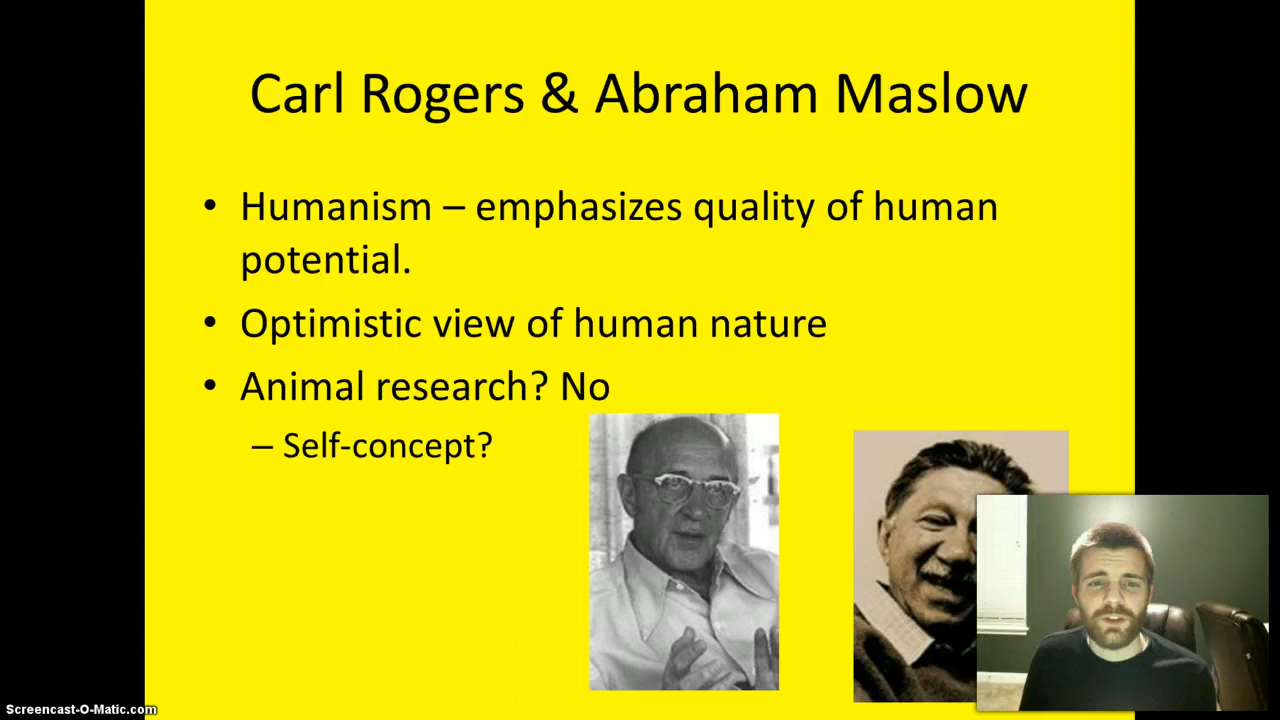 Carl Rogers & Abraham Maslow
• Humanism – emphasizes quality of human
potential.
• Optimistic view of human nature
• Animal research? No
– Self-concept?
Screencast-O-Matic.com